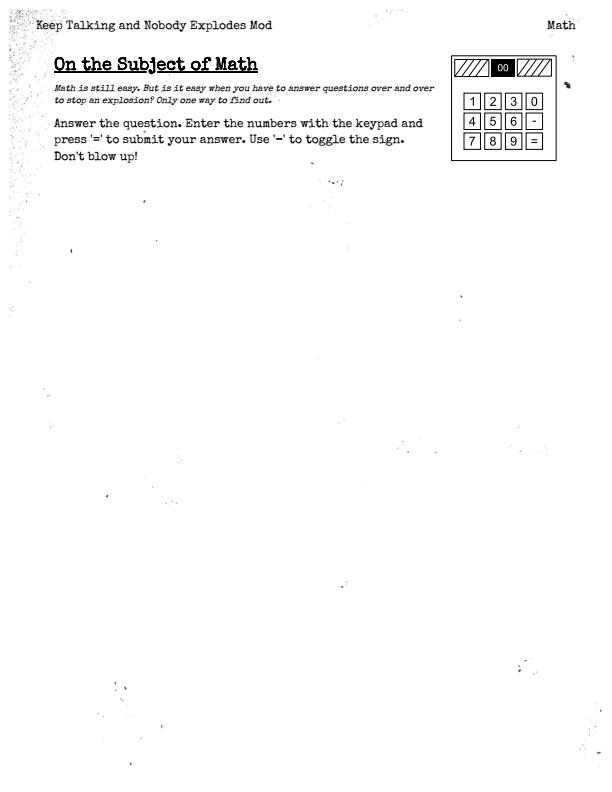 Keep Talking and Nobody Explodes Mod
Math
On the Subject of Math
Math is still easy. But is it easy when you have to answer questions over and over
to stop an explosion? Only one way to find out.
Answer the question. Enter the numbers with the keypad and
press '=' to submit your answer. Use '-' to toggle the sign.
Don't blow up!
00
1 2 3 0
4 5 6 -
7 8 9 =